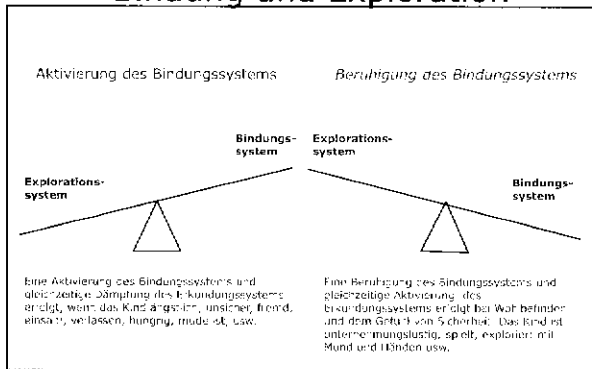 Bindung und Exploration
Aktivierung des Bindungssystems
Beruhigung des Bindungssystems
Bindungs-
system
Explorations-
system
Explorations-
system
Bindungs-
system
Eine Aktivierung des Bindungssystems und
gleichzeitige Dämpfung des Erkundungssystems
erfolgt, wenn das Kind ängstlich, unsicher, fremd,
einsam, verlassen, hungrig, müde ist, usw.
Eine Beruhigung des Bindungssystems und
gleichzeitige Aktivierung des
Erkundungssystems erfolgt bei Wohlbefinden
und dem Gefühl von Sicherheit. Das Kind ist
unternehmungslustig, spielt, exploriert mit
Mund und Händen usw.